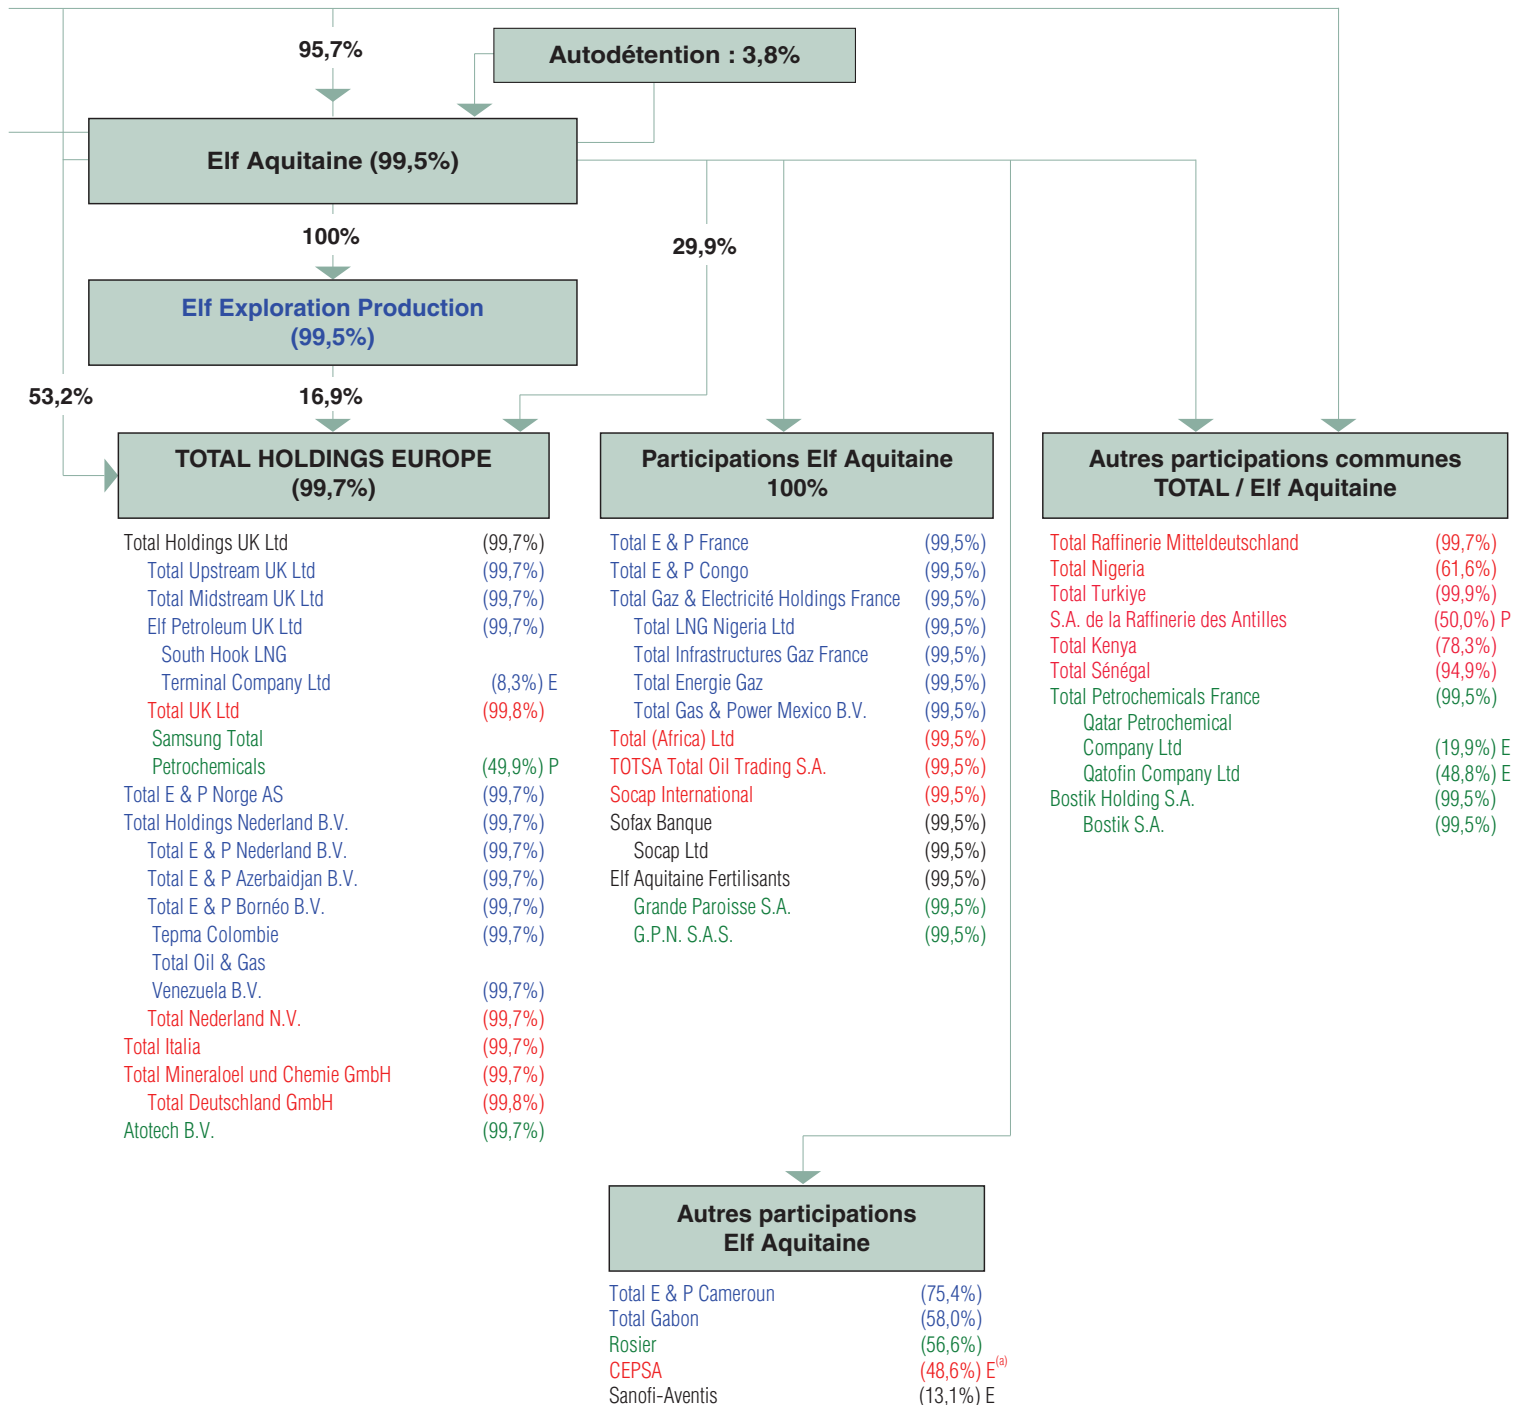 95,7%
Autodétention : 3,8%
Elf Aquitaine (99,5%)
100%
29,9%
Elf Exploration Production
(99,5%)
53,2%
16,9%
TOTAL HOLDINGS EUROPE
(99,7%)
Total Holdings UK Ltd (99,7%)
Total Upstream UK Ltd (99,7%)
Total Midstream UK Ltd (99,7%)
Elf Petroleum UK Ltd (99,7%)
South Hook LNG
Terminal Company Ltd (8,3%) E
Total UK Ltd (99,8%)
Samsung Total
Petrochemicals (49,9%) P
Total E & P Norge AS (99,7%)
Total Holdings Nederland B.V. (99,7%)
Total E & P Nederland B.V. (99,7%)
Total E & P Azerbaidjan B.V. (99,7%)
Total E & P Bornéo B.V. (99,7%)
Tepma Colombie (99,7%)
Total Oil & Gas
Venezuela B.V. (99,7%)
Total Nederland N.V. (99,7%)
Total Italia (99,7%)
Total Mineraloel und Chemie GmbH (99,7%)
Total Deutschland GmbH (99,8%)
Atotech B.V. (99,7%)
Participations Elf Aquitaine
100%
Total E & P France (99,5%)
Total E & P Congo (99,5%)
Total Gaz & Electricité Holdings France (99,5%)
Total LNG Nigeria Ltd (99,5%)
Total Infrastructures Gaz France (99,5%)
Total Energie Gaz (99,5%)
Total Gas & Power Mexico B.V. (99,5%)
Total (Africa) Ltd (99,5%)
TOTSA Total Oil Trading S.A. (99,5%)
Socap International (99,5%)
Sofax Banque (99,5%)
Socap Ltd (99,5%)
Elf Aquitaine Fertilisants (99,5%)
Grande Paroisse S.A. (99,5%)
G.P.N. S.A.S. (99,5%)
Autres participations communes
TOTAL / Elf Aquitaine
Total Raffinerie Mitteldeutschland (99,7%)
Total Nigeria (61,6%)
Total Turkiye (99,9%)
S.A. de la Raffinerie des Antilles (50,0%) P
Total Kenya (78,3%)
Total Sénégal (94,9%)
Total Petrochemicals France (99,5%)
Qatar Petrochemical
Company Ltd (19,9%) E
Qatofin Company Ltd (48,8%) E
Bostik Holding S.A. (99,5%)
Bostik S.A. (99,5%)
Autres participations
Elf Aquitaine
Total E & P Cameroun (75,4%)
Total Gabon (58,0%)
Rosier (56,6%)
CEPSA (48,6%) E(a)
Sanofi-Aventis (13,1%) E